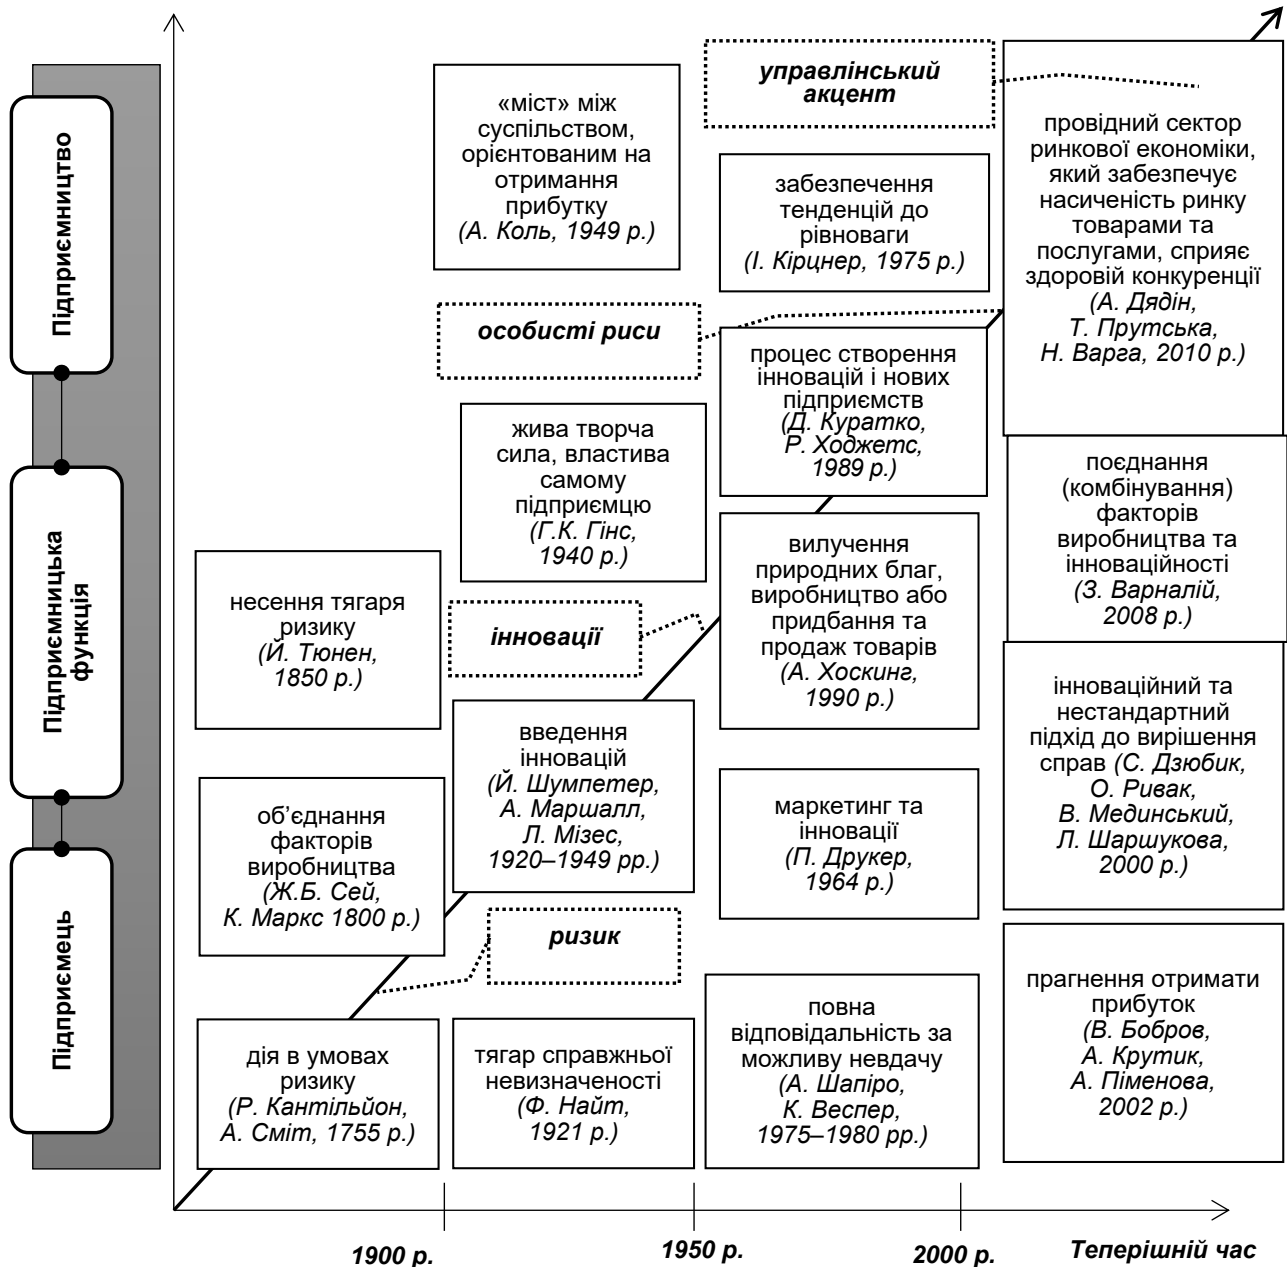 Підприємництво
Підприємницька
функція
Підприємець
«міст» між
суспільством,
орієнтованим на
отримання
прибутку
(А. Коль, 1949 р.)
управлінський
акцент
забезпечення
тенденцій до
рівноваги
(І. Кірцнер, 1975 р.)
провідний сектор
ринкової економіки,
який забезпечує
насиченість ринку
товарами та
послугами, сприяє
здоровій конкуренції
(А. Дядін,
Т. Прутська,
Н. Варга, 2010 р.)
особисті риси
процес створення
інновацій і нових
підприємств
(Д. Куратко,
Р. Ходжетс,
1989 р.)
жива творча
сила, властива
самому
підприємцю
(Г.К. Гінс,
1940 р.)
поєднання
(комбінування)
факторів
виробництва та
інноваційності
(З. Варналій,
2008 р.)
несення тягаря
ризику
(Й. Тюнен,
1850 р.)
інновації
вилучення
природних благ,
виробництво або
придбання та
продаж товарів
(А. Хоскинг,
1990 р.)
введення
інновацій
(Й. Шумпетер,
А. Маршалл,
Л. Мізес,
1920–1949 рр.)
інноваційний та
нестандартний
підхід до вирішення
справ (С. Дзюбик,
О. Ривак,
В. Мединський,
Л. Шаршукова,
2000 р.)
об’єднання
факторів
виробництва
(Ж.Б. Сей,
К. Маркс 1800 р.)
маркетинг та
інновації
(П. Друкер,
1964 р.)
ризик
дія в умовах
ризику
(Р. Кантільйон,
А. Сміт, 1755 р.)
тягар справжньої
невизначеності
(Ф. Найт,
1921 р.)
повна
відповідальність за
можливу невдачу
(А. Шапіро,
К. Веспер,
1975–1980 рр.)
прагнення отримати
прибуток
(В. Бобров,
А. Крутик,
А. Піменова,
2002 р.)
1900 р.
1950 р.
2000 р.
Теперішній час